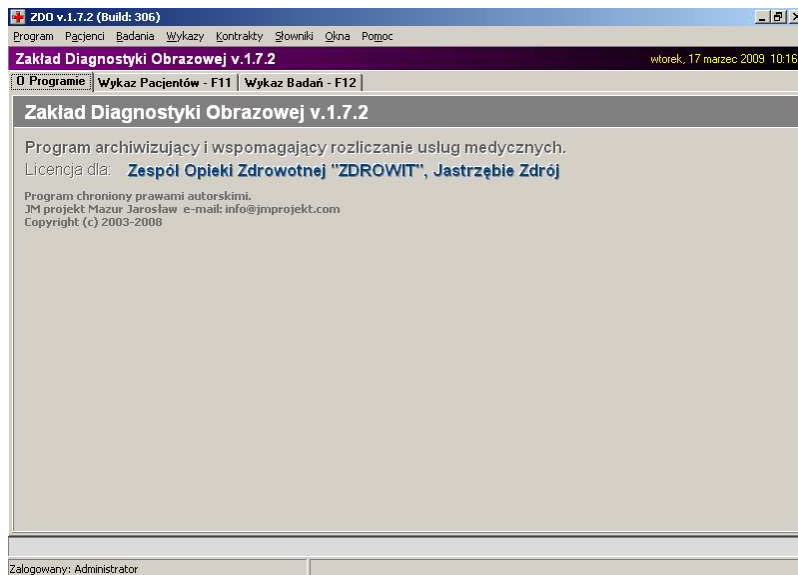 ZDO v.1.7.2 (Build: 306)
Program Pacjenci Badania Wykazy Kontrakty Słowniki Okna Pomoc
Zakład Diagnostyki Obrazowej v.1.7.2 wtorek, 17 marzec 2009 10:16
O Programie Wykaz Pacjentów - F11 Wykaz Badań - F12
Zakład Diagnostyki Obrazowej v.1.7.2
Program archiwizujący i wspomagający rozliczanie usług medycznych.
Licencja dla: Zespół Opieki Zdrowotnej "ZDROWIT", Jastrzębie Zdrój
Program chroniony prawami autorskimi.
JM projekt Mazur Jarosław e-mail: info@jmprojekt.com
Copyright (c) 2003-2008
Zalogowany: Administrator